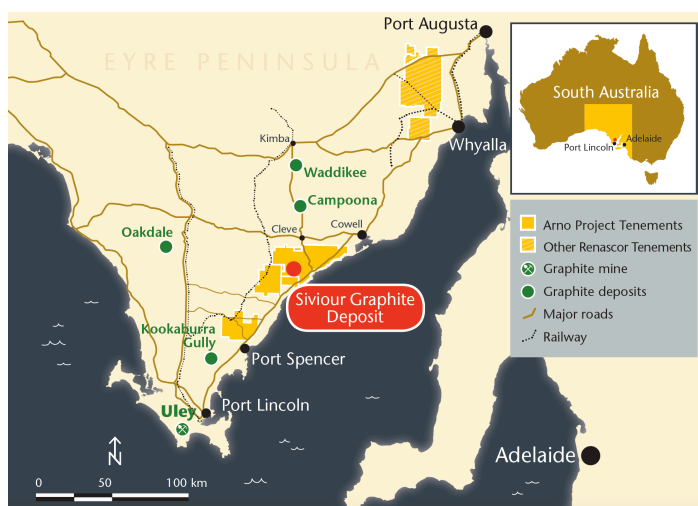 Port Augusta
EYRE PENINSULA
South Australia
Adelaide
Port Lincoln
Kimba
Whyalla
Waddikee
Campoona
Oakdale
Cleve
Cowell
Arno Project Tenements
Other Renascor Tenements
Graphite mine
Graphite deposits
Major roads
Railway
Siviour Graphite
Deposit
Kookaburra
Gully
Port Spencer
Uley
Port Lincoln
N
Adelaide
0 50 100 km